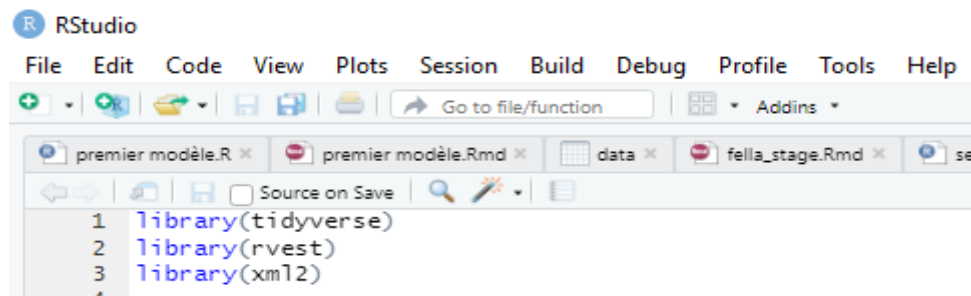 RStudio
File Edit Code View Plots Session Build Debug Profile Tools Help
Go to file/function Addins
premier modèle.R premier modèle.Rmd data fella_stage.Rmd se
Source on Save
1 library(tidyverse)
2 library(rvest)
3 library(xml2)